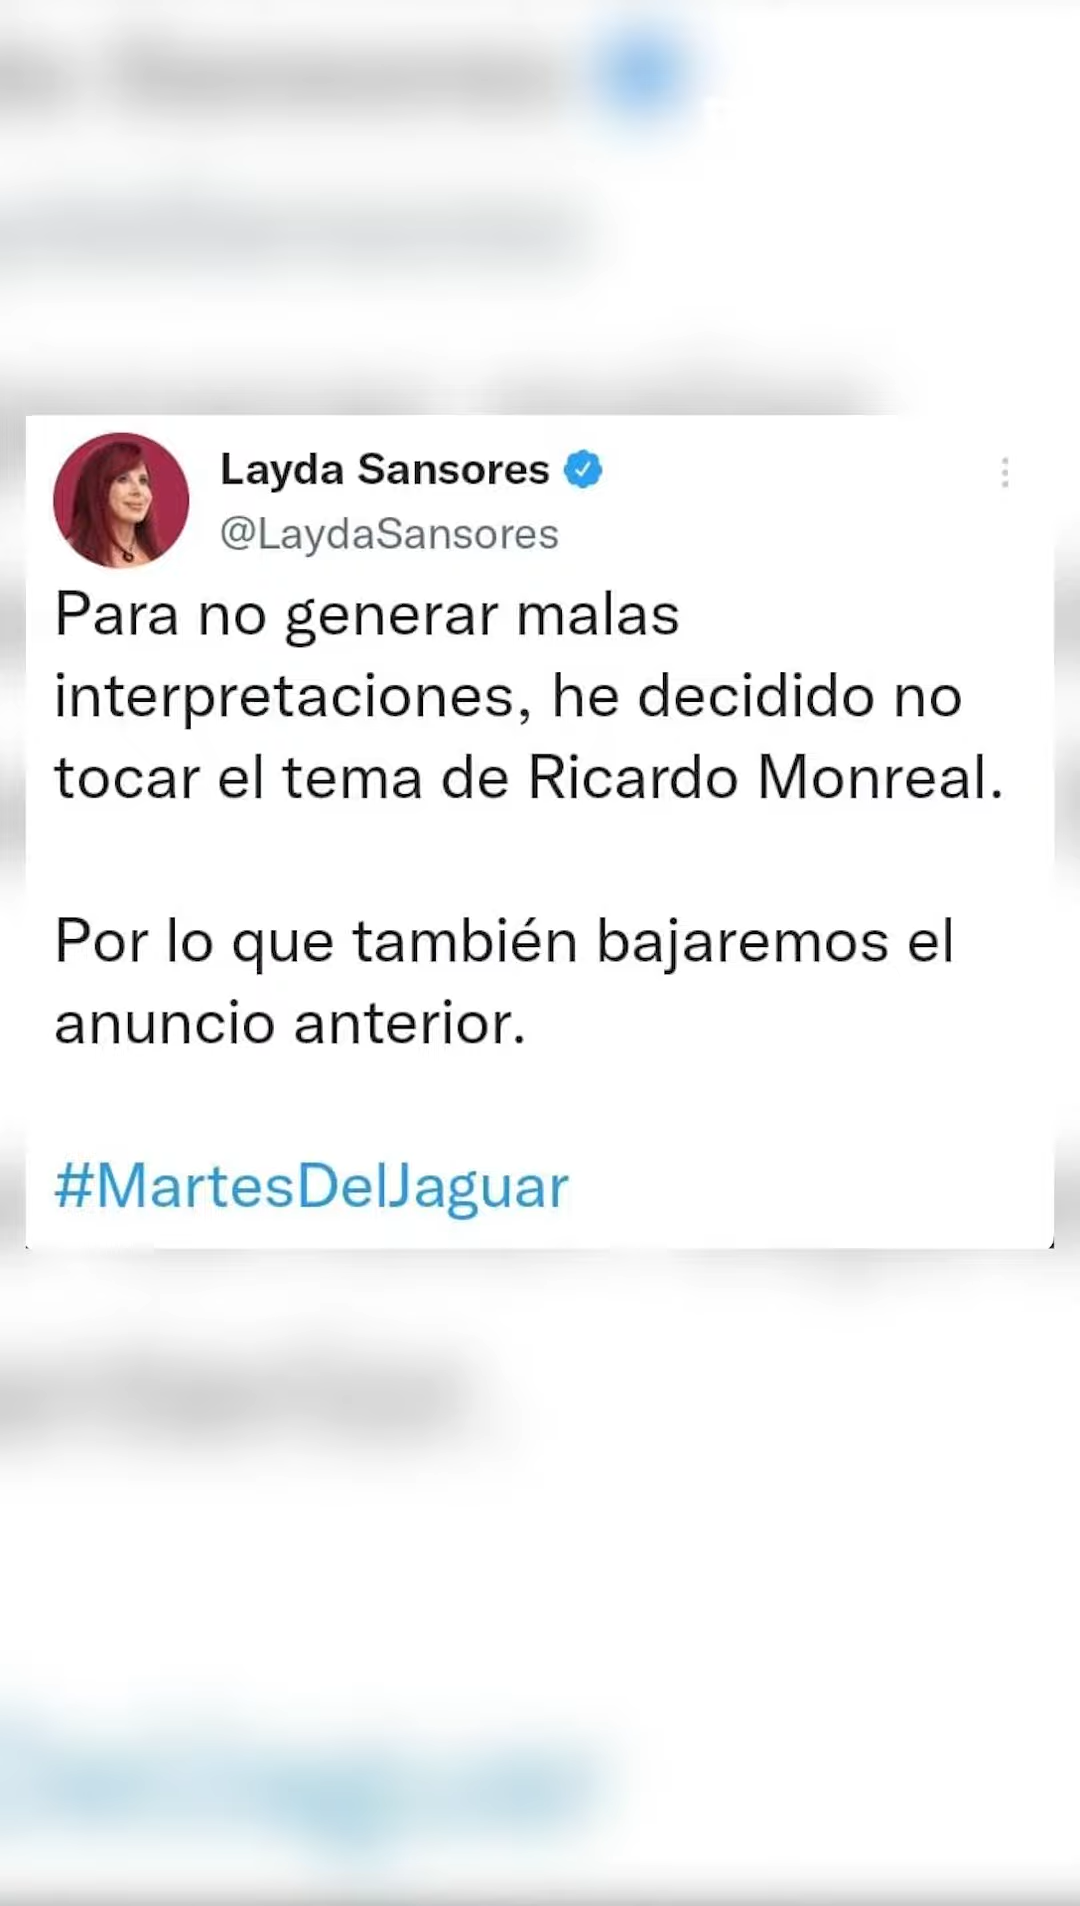 Layda Sansores
@LaydaSansores
Para no generar malas
interpretaciones, he decidido no
tocar el tema de Ricardo Monreal.
Por lo que también bajaremos el
anuncio anterior.
#MartesDelJaguar